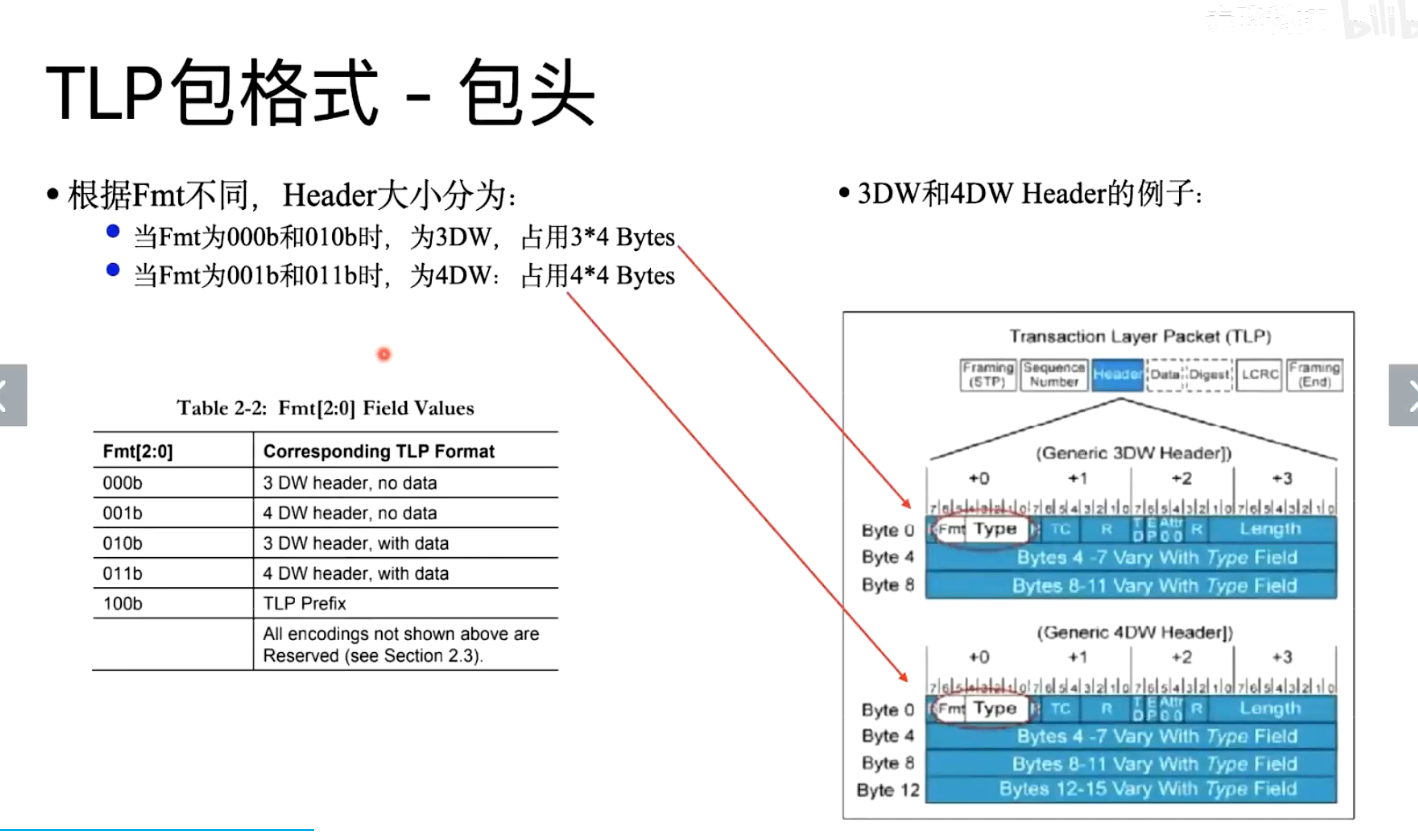 TLP包格式 - 包头
• 根据Fmt不同，Header大小分为：
• 当Fmt为000b和010b时，为3DW，占用3*4 Bytes
• 当Fmt为001b和011b时，为4DW：占用4*4 Bytes
Table 2-2: Fmt[2:0] Field Values
Fmt[2:0] Corresponding TLP Format
000b 3 DW header, no data
001b 4 DW header, no data
010b 3 DW header, with data
011b 4 DW header, with data
100b TLP Prefix
All encodings not shown above are
Reserved (see Section 2.3).
• 3DW和4DW Header的例子：
Transaction Layer Packet (TLP)
Framing (STP) Sequence Number Header Data Digest LCRC Framing (End)
(Generic 3DW Header])
+0 +1 +2 +3
7 6 5 4 3 2 1 0 7 6 5 4 3 2 1 0 7 6 5 4 3 2 1 0 7 6 5 4 3 2 1 0
Byte 0 R Fmt Type R TC R TD EP Attr 0 0 R Length
Byte 4 Bytes 4 -7 Vary With Type Field
Byte 8 Bytes 8-11 Vary With Type Field
(Generic 4DW Header])
+0 +1 +2 +3
7 6 5 4 3 2 1 0 7 6 5 4 3 2 1 0 7 6 5 4 3 2 1 0 7 6 5 4 3 2 1 0
Byte 0 R Fmt Type R TC R TD EP Attr 0 0 R Length
Byte 4 Bytes 4 -7 Vary With Type Field
Byte 8 Bytes 8-11 Vary With Type Field
Byte 12 Bytes 12-15 Vary With Type Field